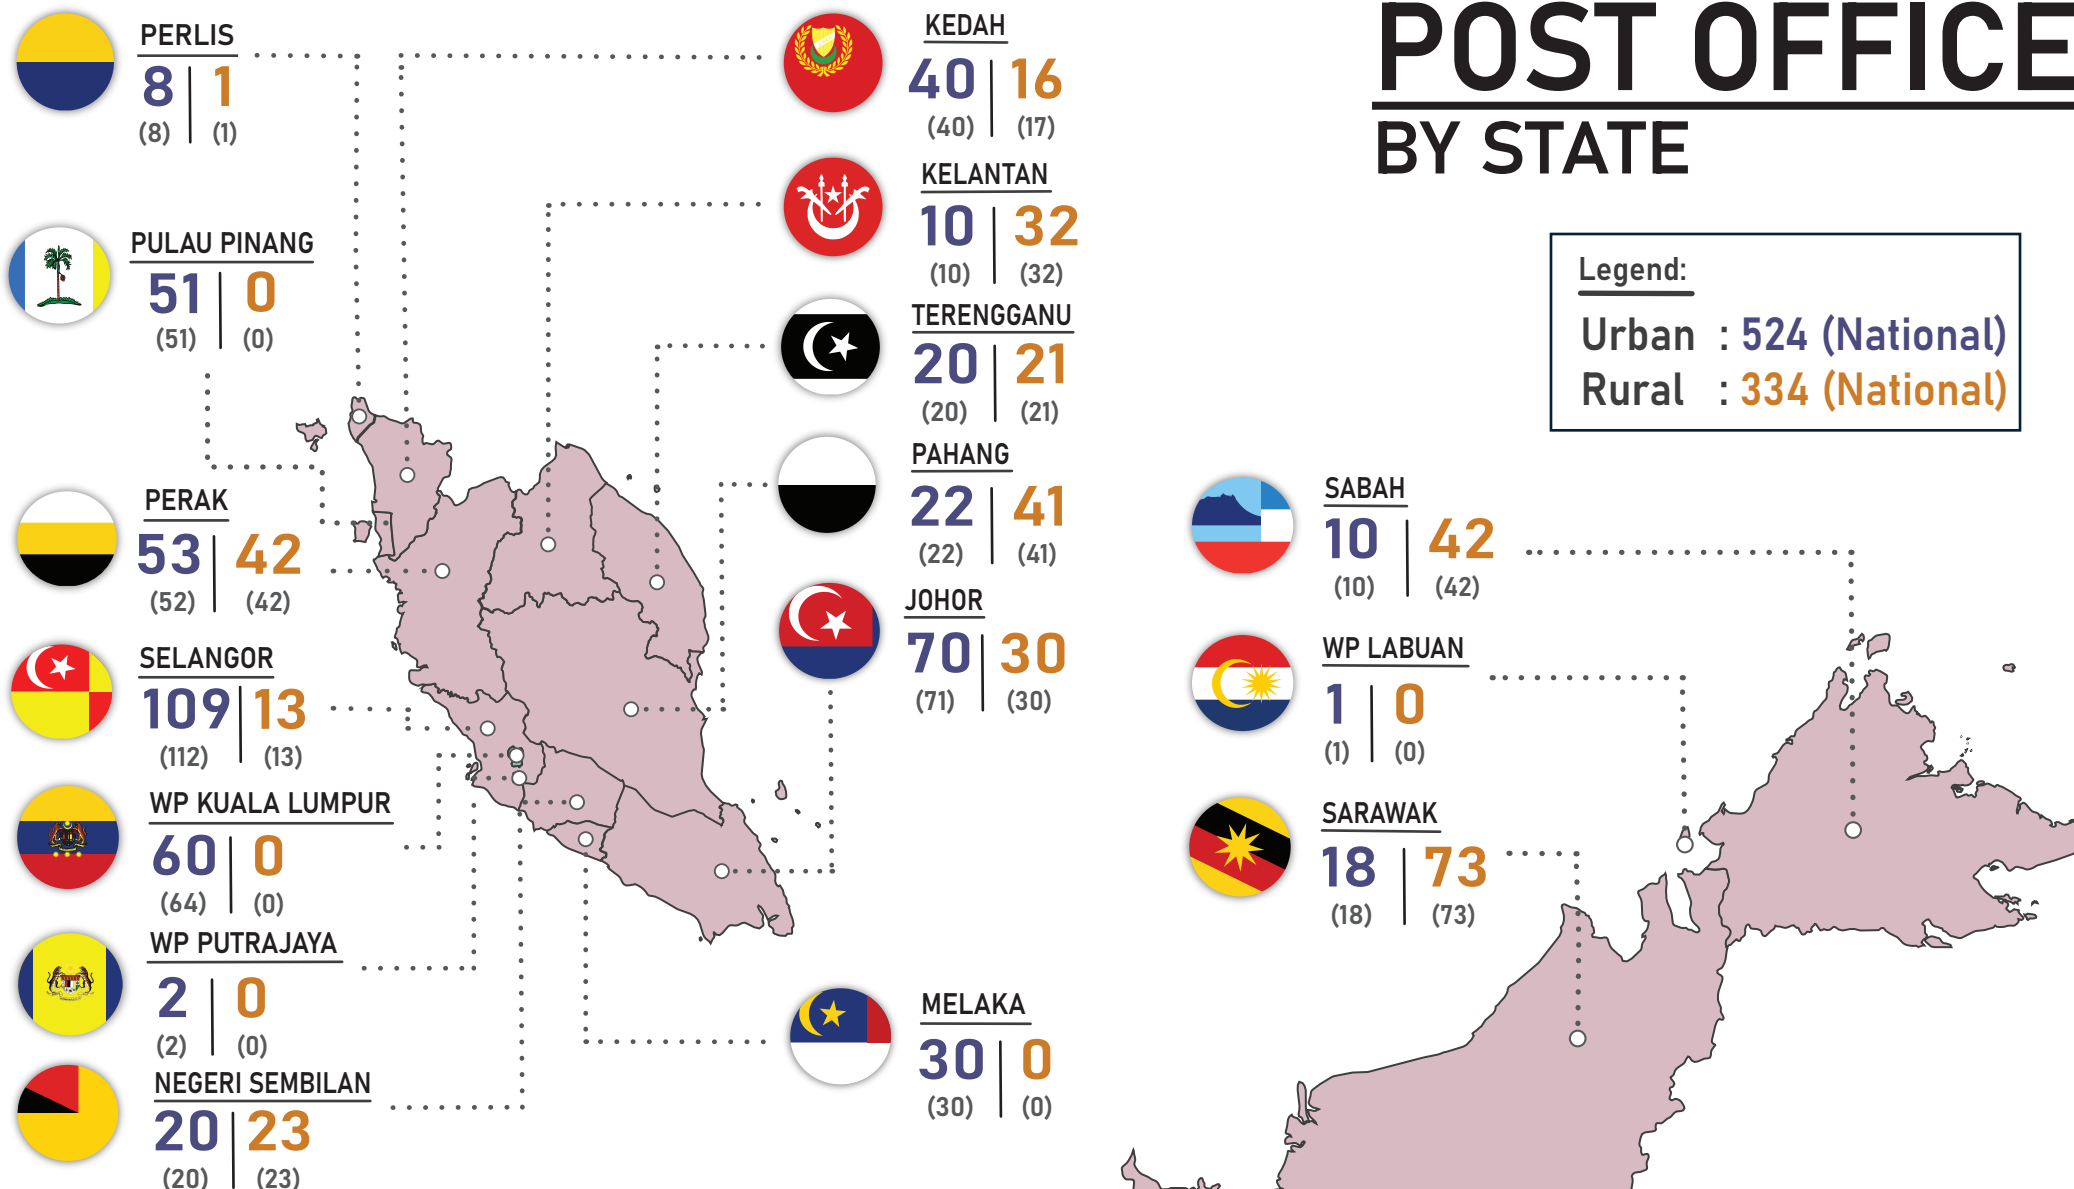 POST OFFICE
BY STATE
PERLIS
8 | 1
(8) (1)
PULAU PINANG
51 | 0
(51) (0)
PERAK
53 | 42
(52) (42)
SELANGOR
109 | 13
(112) (13)
WP KUALA LUMPUR
60 | 0
(64) (0)
WP PUTRAJAYA
2 | 0
(2) (0)
NEGERI SEMBILAN
20 | 23
(20) (23)
KEDAH
40 | 16
(40) (17)
KELANTAN
10 | 32
(10) (32)
TERENGGANU
20 | 21
(20) (21)
PAHANG
22 | 41
(22) (41)
JOHOR
70 | 30
(71) (30)
MELAKA
30 | 0
(30) (0)
Legend:
Urban : 524 (National)
Rural : 334 (National)
SABAH
10 | 42
(10) (42)
WP LABUAN
1 | 0
(1) (0)
SARAWAK
18 | 73
(18) (73)